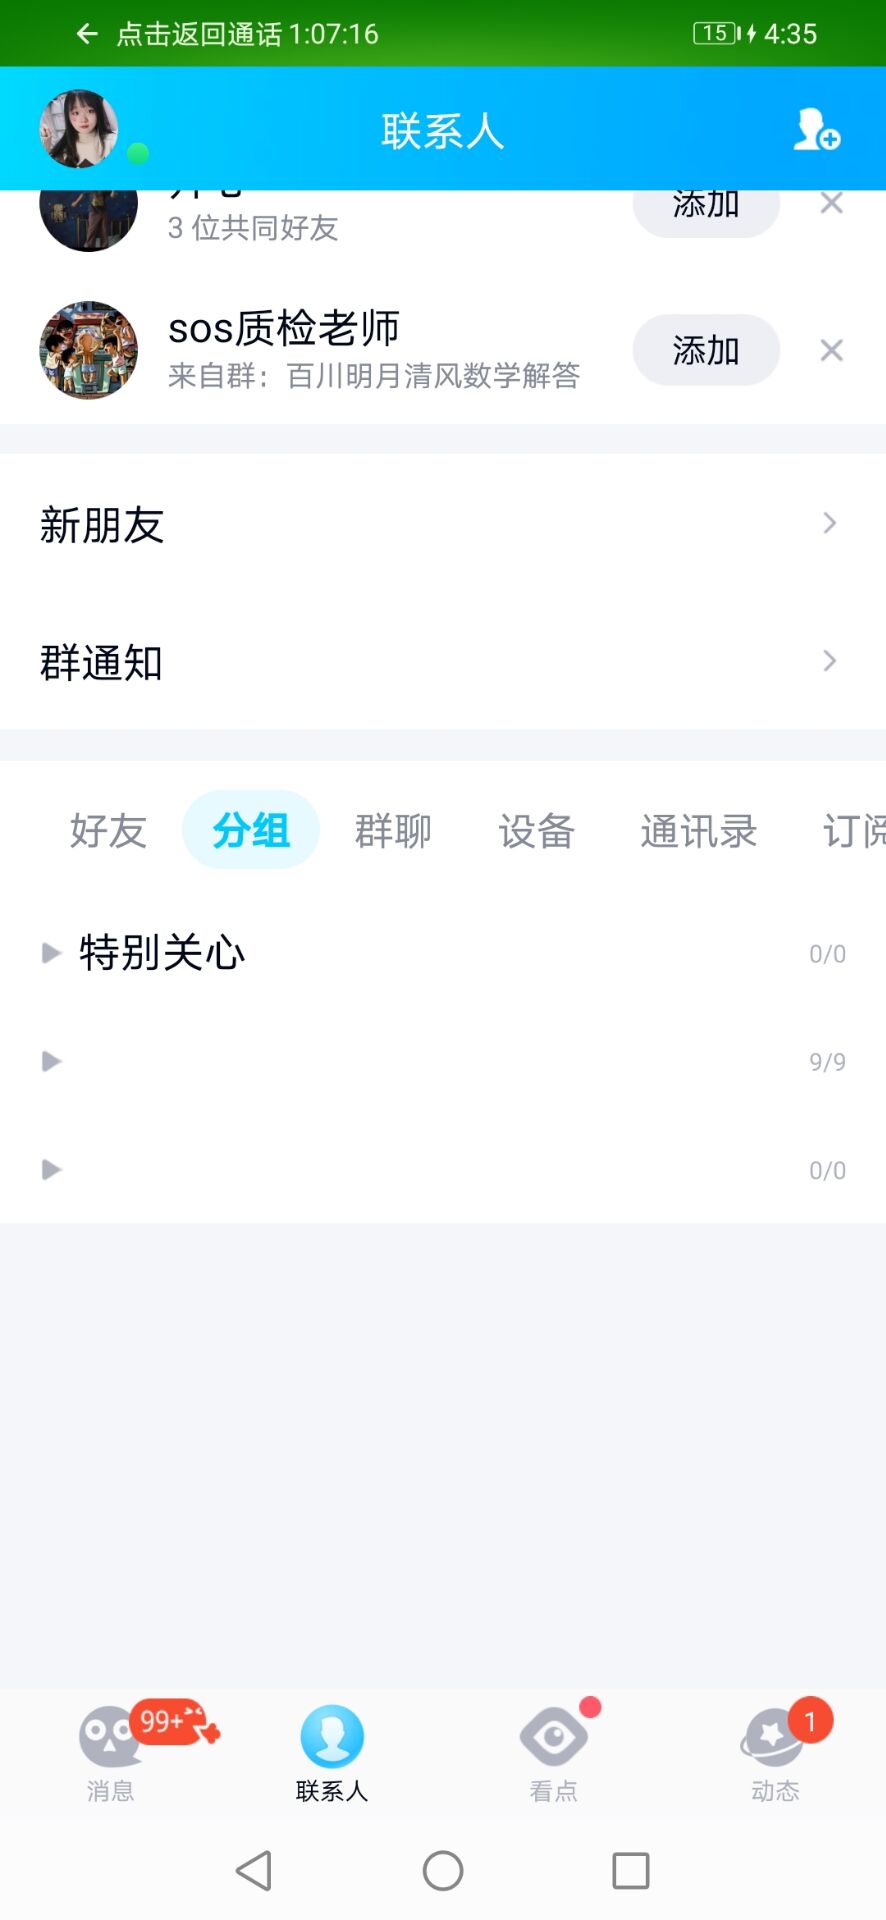 点击返回通话 1:07:16
15
4:35
联系人
添加
3 位共同好友
sos质检老师
来自群：百川明月清风数学解答
添加
新朋友
群通知
好友 分组 群聊 设备 通讯录 订阅
特别关心 0/0
9/9
0/0
99+
1
消息 联系人 看点 动态